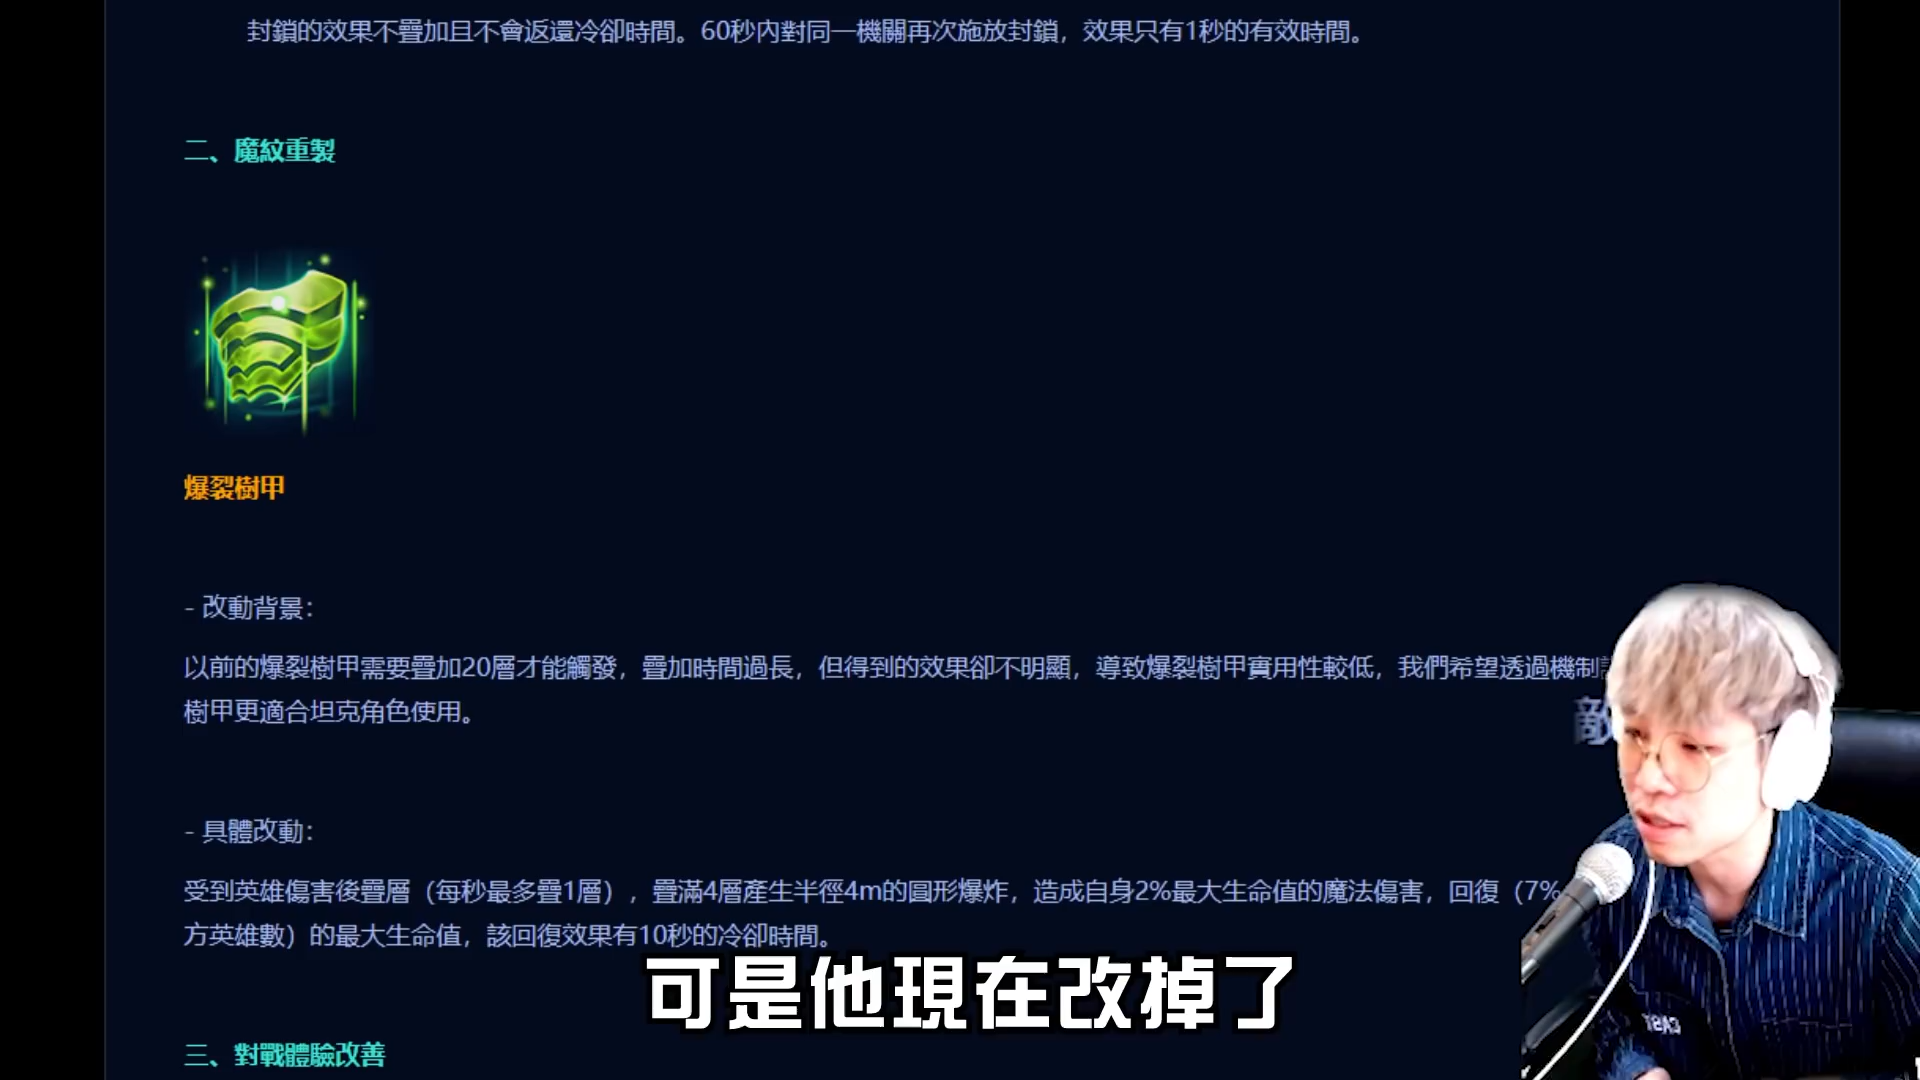 封鎖的效果不疊加且不會返還冷卻時間。60秒內對同一機關再次施放封鎖，效果只有1秒的有效時間。
二、魔紋重製
爆裂樹甲
- 改動背景：
以前的爆裂樹甲需要疊加20層才能觸發，疊加時間過長，但得到的效果卻不明顯，導致爆裂樹甲實用性較低，我們希望透過機制
樹甲更適合坦克角色使用。
敵
- 具體改動：
受到英雄傷害後疊層（每秒最多疊1層），疊滿4層產生半徑4m的圓形爆炸，造成自身2%最大生命值的魔法傷害，回復（7%
方英雄數）的最大生命值，該回復效果有10秒的冷卻時間。
可是他現在改掉了
三、對戰體驗改善